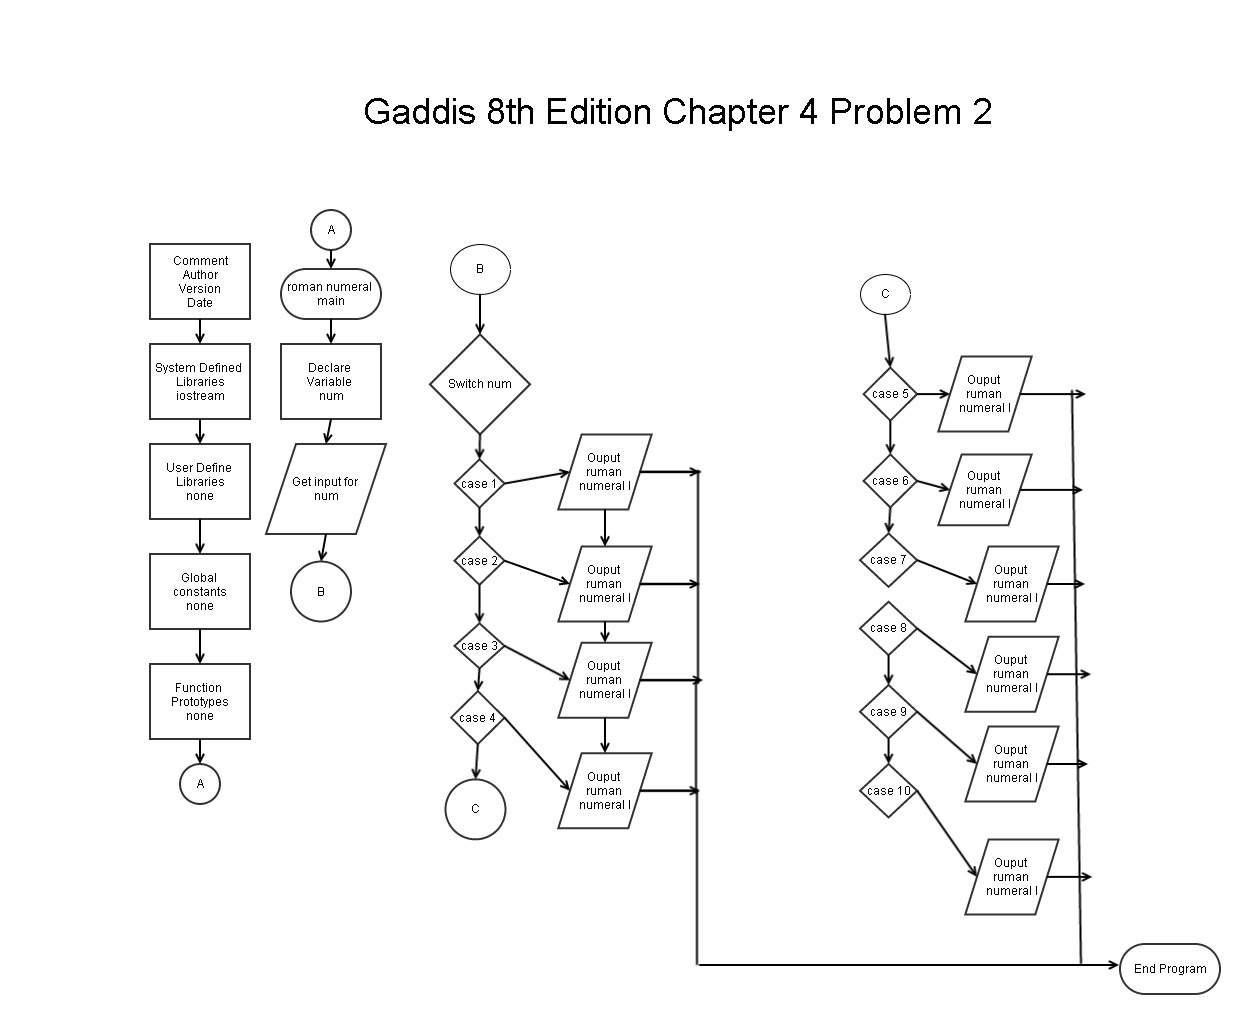 Gaddis 8th Edition Chapter 4 Problem 2
Comment
Author
Version
Date
System Defined
Libraries
iostream
User Define
Libraries
none
Global
constants
none
Function
Prototypes
none
A
A
roman numeral
main
Declare
Variable
num
Get input for
num
B
B
Switch num
case 1
Ouput
ruman
numeral I
case 2
Ouput
ruman
numeral I
case 3
Ouput
ruman
numeral I
case 4
Ouput
ruman
numeral I
C
C
case 5
Ouput
ruman
numeral I
case 6
Ouput
ruman
numeral I
case 7
Ouput
ruman
numeral I
case 8
Ouput
ruman
numeral I
case 9
Ouput
ruman
numeral I
case 10
Ouput
ruman
numeral I
End Program